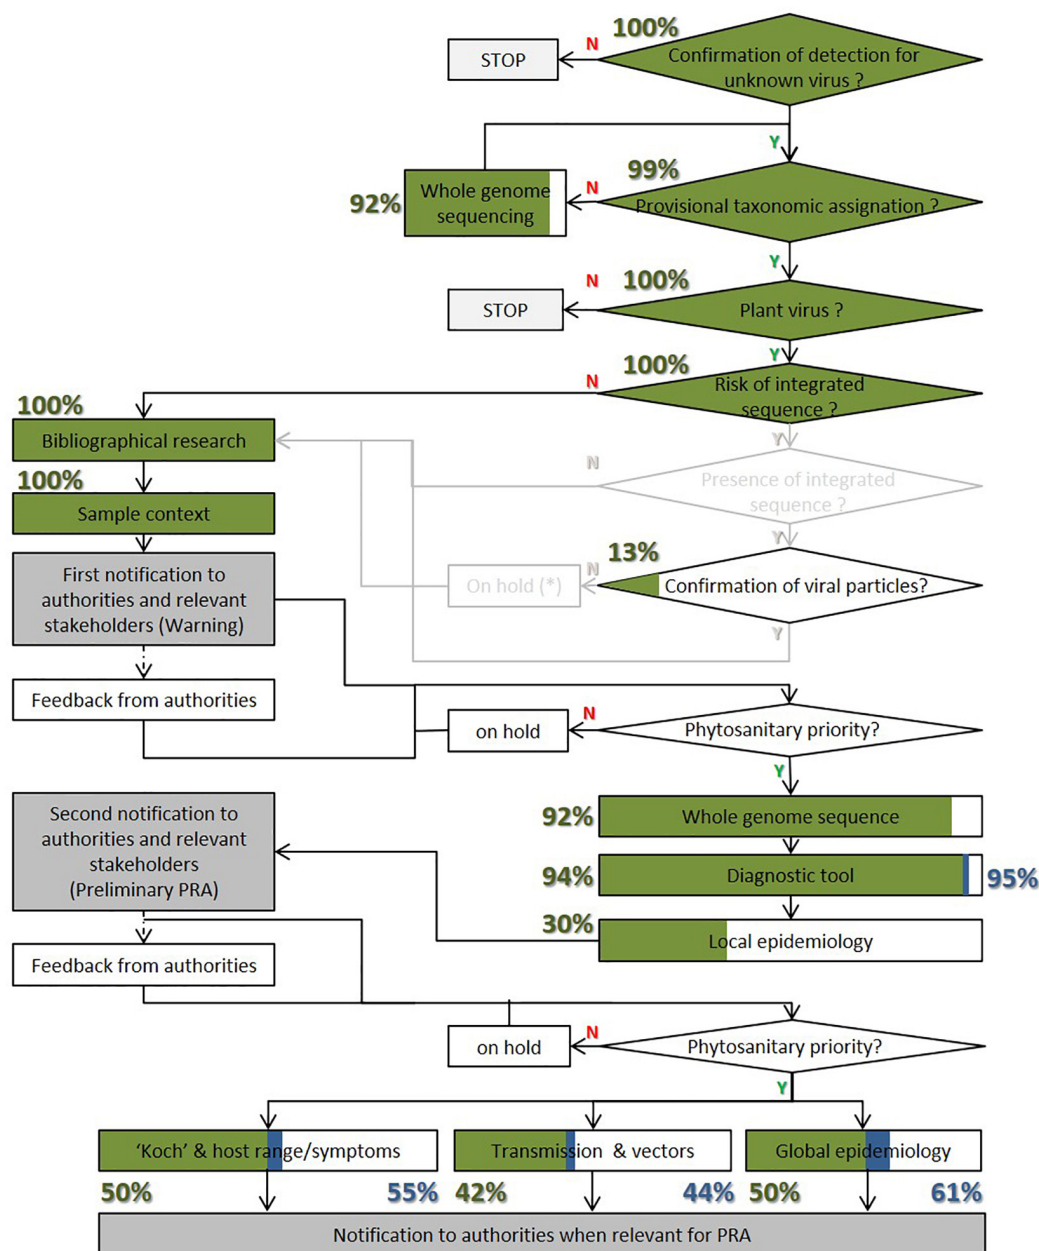 100%
Confirmation of detection for
unknown virus ?
N
STOP
Y
99%
Provisional taxonomic assignation ?
N
92%
Whole genome
sequencing
Y
100%
Plant virus ?
N
STOP
Y
100%
Risk of integrated
sequence ?
N
100%
Bibliographical research
Y
Presence of integrated
sequence ?
N
100%
Sample context
Y
13%
Confirmation of viral particles?
N
On hold (*)
Y
First notification to
authorities and relevant
stakeholders (Warning)
Feedback from authorities
Phytosanitary priority?
N
on hold
Y
92%
Whole genome sequence
94%
Diagnostic tool
95%
30%
Local epidemiology
Second notification to
authorities and relevant
stakeholders
(Preliminary PRA)
Feedback from authorities
Phytosanitary priority?
N
on hold
Y
'Koch' & host range/symptoms
Transmission & vectors
Global epidemiology
50%
55%
42%
44%
50%
61%
Notification to authorities when relevant for PRA